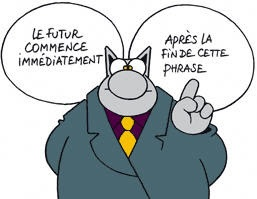 LE FUTUR
COMMENCE
IMMÉDIATEMENT
APRÈS LA
FIN DE CETTE
PHRASE